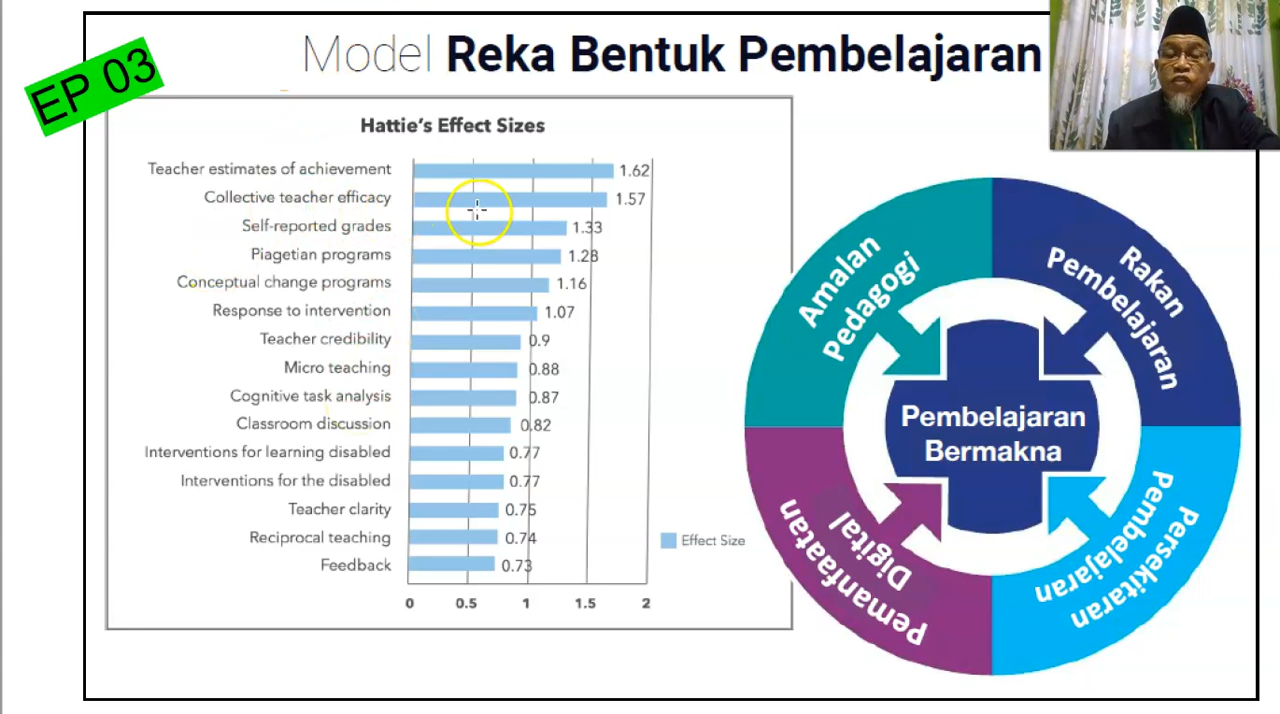 EP 03
Model Reka Bentuk Pembelajaran
Hattie's Effect Sizes
Teacher estimates of achievement 1.62
Collective teacher efficacy 1.57
Self-reported grades 1.33
Piagetian programs 1.28
Conceptual change programs 1.16
Response to intervention 1.07
Teacher credibility 0.9
Micro teaching 0.88
Cognitive task analysis 0.87
Classroom discussion 0.82
Interventions for learning disabled 0.77
Interventions for the disabled 0.77
Teacher clarity 0.75
Reciprocal teaching 0.74
Feedback 0.73
0 0.5 1 1.5 2
Effect Size
Amalan
Pedagogi
Rakan
Pembelajaran
Pembelajaran
Bermakna
Pemanfaatan
Digital
Persekitaran
Pembelajaran